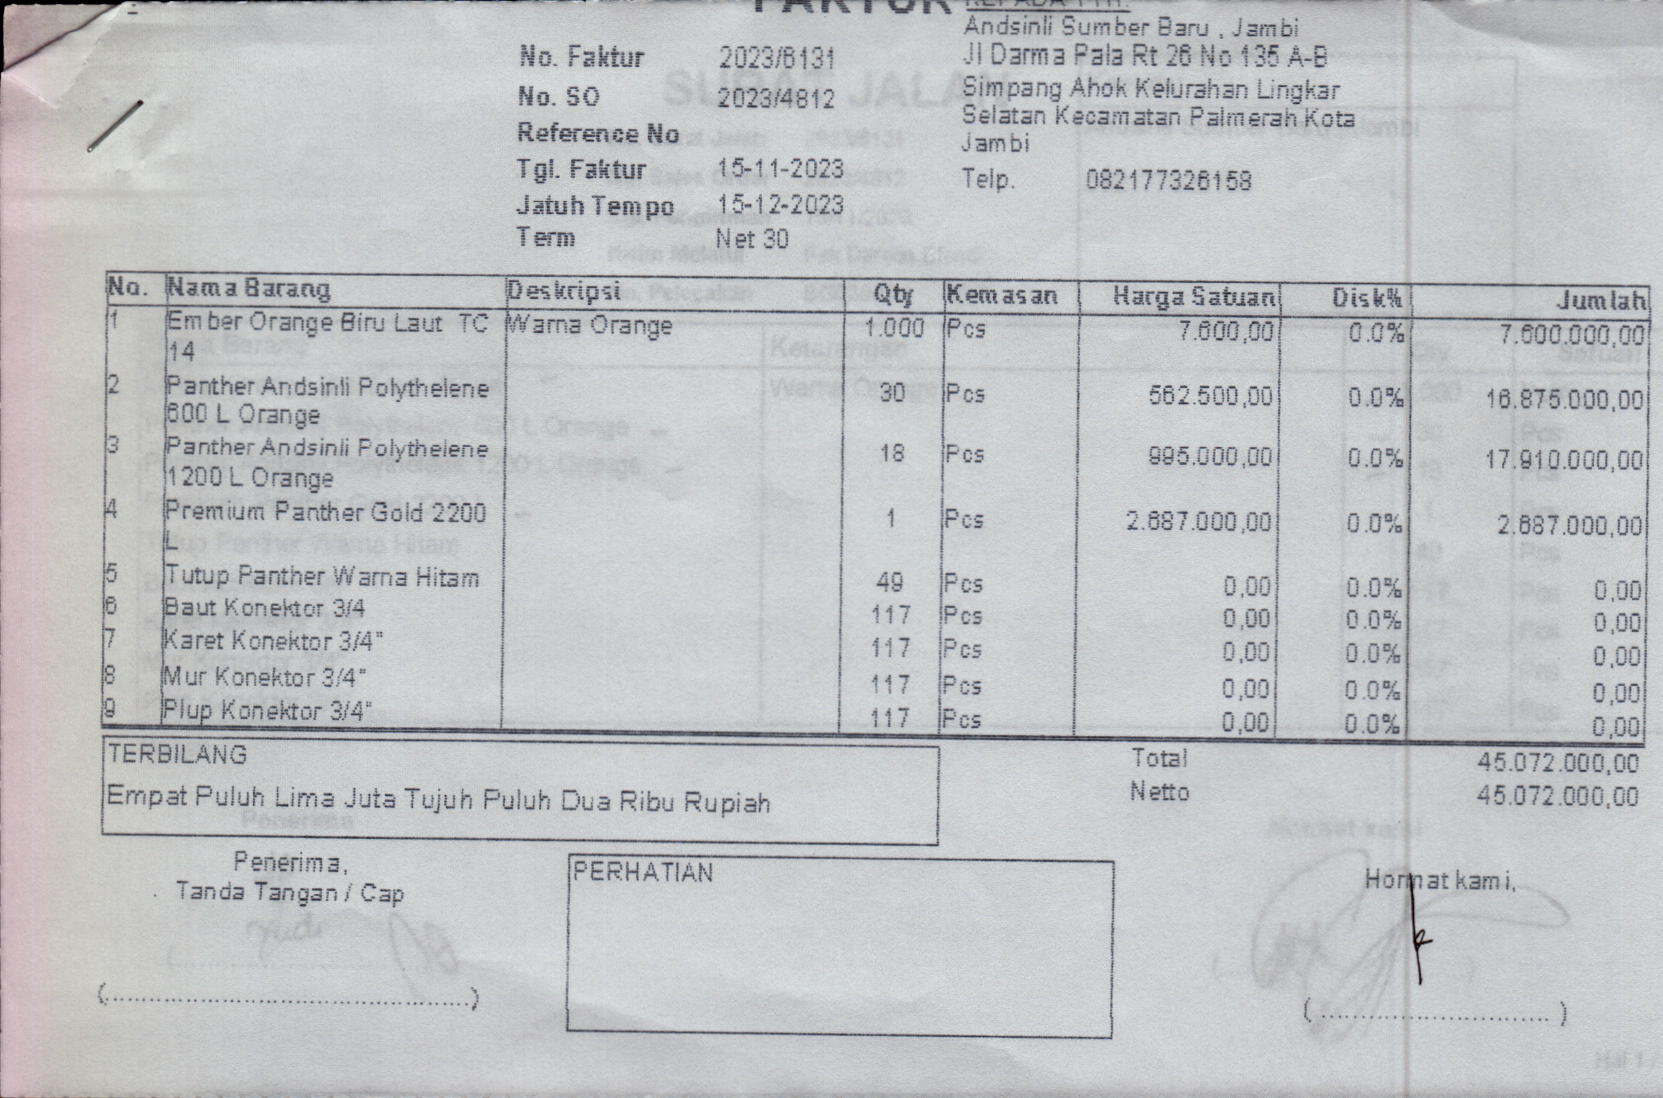 FAKTUR
KEPADA YTH.
Andsinli Sumber Baru , Jambi
Jl Darma Pala Rt 26 No 135 A-B
Simpang Ahok Kelurahan Lingkar
Selatan Kecamatan Palmerah Kota
Jambi
Telp. 082177326158
No. Faktur 2023/6131
No. SO 2023/4812
Reference No
Tgl. Faktur 15-11-2023
Jatuh Tempo 15-12-2023
Term Net 30
No. Nama Barang Deskripsi Qty Kemasan Harga Satuan Disk% Jumlah
1 Ember Orange Biru Laut TC Warna Orange 1.000 Pcs 7.600,00 0.0% 7.600.000,00
14
2 Panther Andsinli Polythelene 30 Pcs 562.500,00 0.0% 16.875.000,00
600 L Orange
3 Panther Andsinli Polythelene 18 Pcs 995.000,00 0.0% 17.910.000,00
1200 L Orange
4 Premium Panther Gold 2200 1 Pcs 2.687.000,00 0.0% 2.687.000,00
L
5 Tutup Panther Warna Hitam 49 Pcs 0,00 0.0% 0,00
6 Baut Konektor 3/4 117 Pcs 0,00 0.0% 0,00
7 Karet Konektor 3/4" 117 Pcs 0,00 0.0% 0,00
8 Mur Konektor 3/4" 117 Pcs 0,00 0.0% 0,00
9 Plup Konektor 3/4" 117 Pcs 0,00 0.0% 0,00
TERBILANG
Empat Puluh Lima Juta Tujuh Puluh Dua Ribu Rupiah
Total 45.072.000,00
Netto 45.072.000,00
Penerima,
Tanda Tangan / Cap
PERHATIAN
Hormat kami,